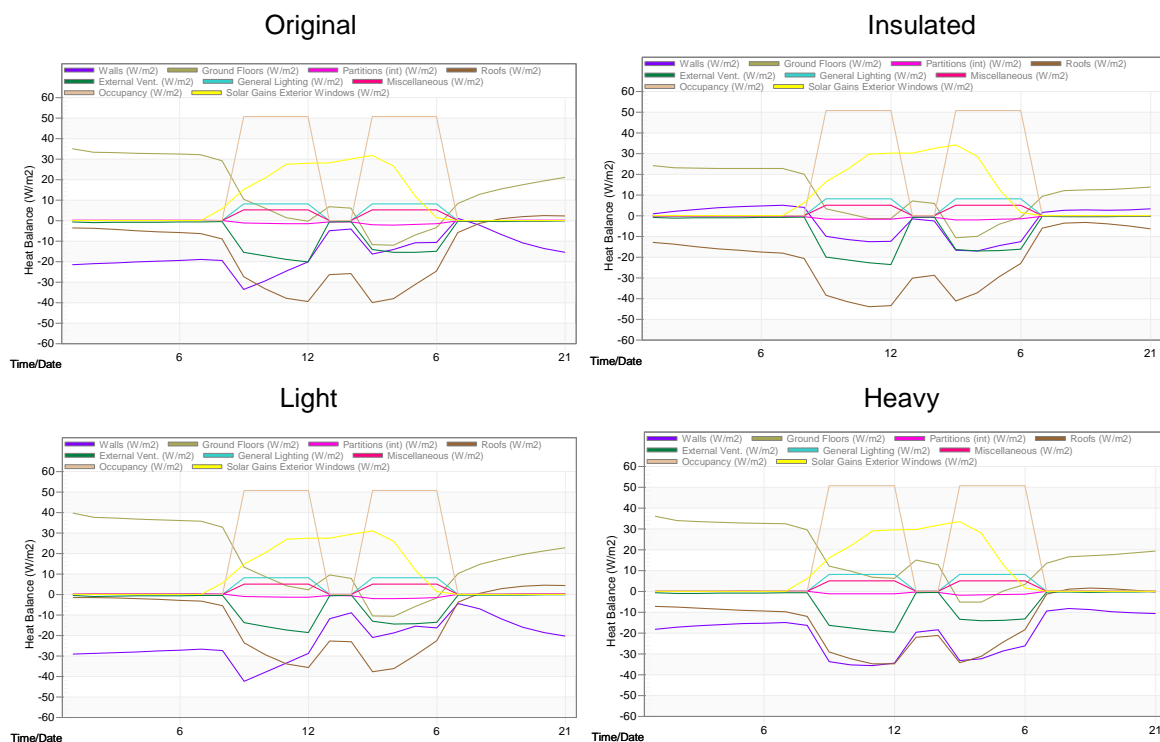 Original
Walls (W/m2) Ground Floors (W/m2) Partitions (int) (W/m2) Roofs (W/m2)
External Vent. (W/m2) General Lighting (W/m2) Miscellaneous (W/m2)
Occupancy (W/m2) Solar Gains Exterior Windows (W/m2)
Heat Balance (W/m2)
60
50
40
30
20
10
0
-10
-20
-30
-40
-50
-60
6 12 6 21
Time/Date
Insulated
Walls (W/m2) Ground Floors (W/m2) Partitions (int) (W/m2) Roofs (W/m2)
External Vent. (W/m2) General Lighting (W/m2) Miscellaneous (W/m2)
Occupancy (W/m2) Solar Gains Exterior Windows (W/m2)
Heat Balance (W/m2)
60
50
40
30
20
10
0
-10
-20
-30
-40
-50
-60
6 12 6 21
Time/Date
Light
Walls (W/m2) Ground Floors (W/m2) Partitions (int) (W/m2) Roofs (W/m2)
External Vent. (W/m2) General Lighting (W/m2) Miscellaneous (W/m2)
Occupancy (W/m2) Solar Gains Exterior Windows (W/m2)
Heat Balance (W/m2)
60
50
40
30
20
10
0
-10
-20
-30
-40
-50
-60
6 12 6 21
Time/Date
Heavy
Walls (W/m2) Ground Floors (W/m2) Partitions (int) (W/m2) Roofs (W/m2)
External Vent. (W/m2) General Lighting (W/m2) Miscellaneous (W/m2)
Occupancy (W/m2) Solar Gains Exterior Windows (W/m2)
Heat Balance (W/m2)
60
50
40
30
20
10
0
-10
-20
-30
-40
-50
-60
6 12 6 21
Time/Date